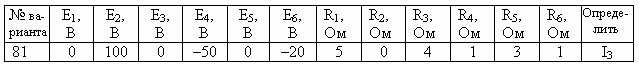 № ва-рианта E1, В E2, В E3, В E4, В E5, В E6, В R1, Ом R2, Ом R3, Ом R4, Ом R5, Ом R6, Ом Опреде-лить
81 0 100 0 –50 0 –20 5 0 4 1 3 1 I3